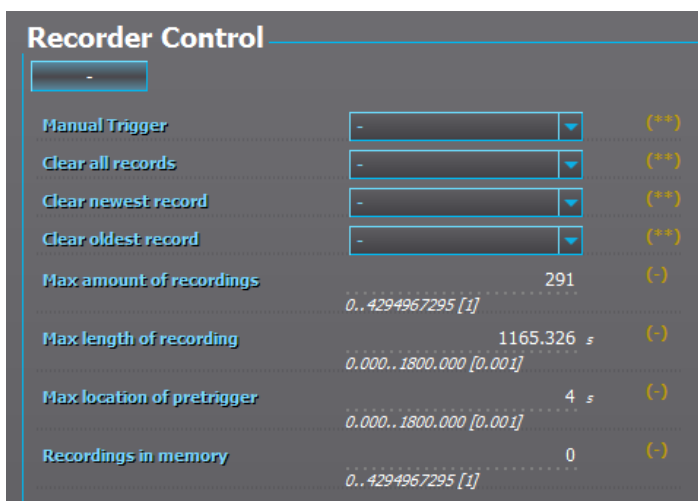 Recorder Control
-
Manual Trigger - (**)
Clear all records - (**)
Clear newest record - (**)
Clear oldest record - (**)
Max amount of recordings 291 (-)
0..4294967295 [1]
Max length of recording 1165.326 s (-)
0.000..1800.000 [0.001]
Max location of pretrigger 4 s (-)
0.000..1800.000 [0.001]
Recordings in memory 0 (-)
0..4294967295 [1]